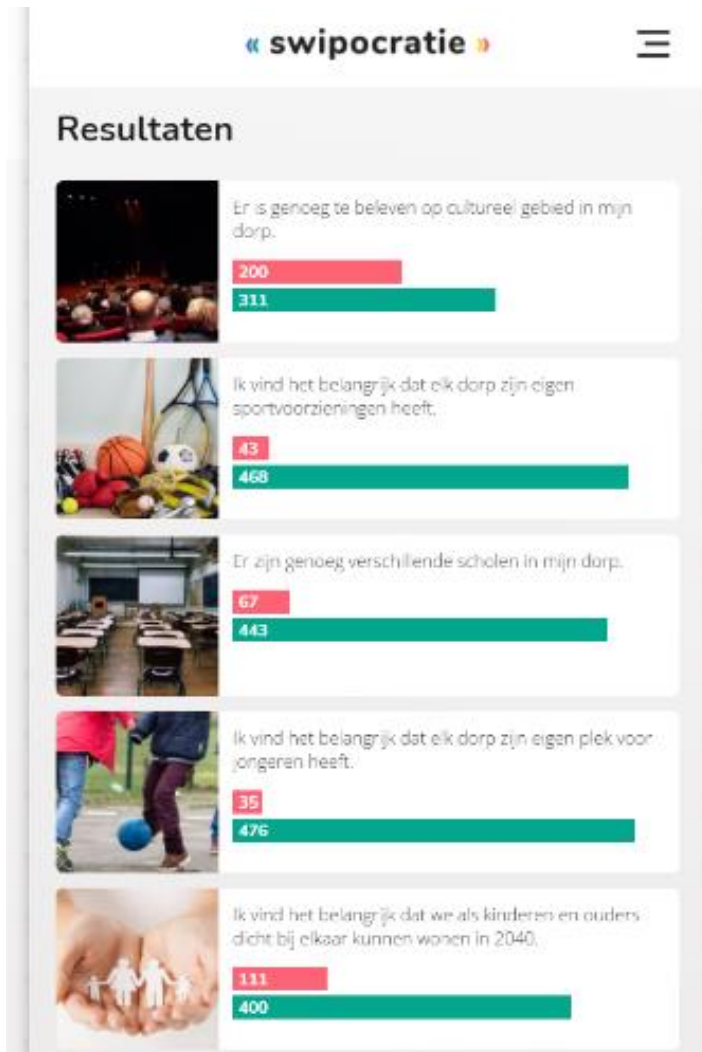 « swipocratie »
Resultaten
Er is genoeg te beleven op cultureel gebied in mijn
dorp.
200
311
Ik vind het belangrijk dat elk dorp zijn eigen
sportvoorzieningen heeft.
43
468
Er zijn genoeg verschillende scholen in mijn dorp.
67
443
Ik vind het belangrijk dat elk dorp zijn eigen plek voor
jongeren heeft.
35
476
Ik vind het belangrijk dat we als kinderen en ouders
dicht bij elkaar kunnen wonen in 2040.
111
400